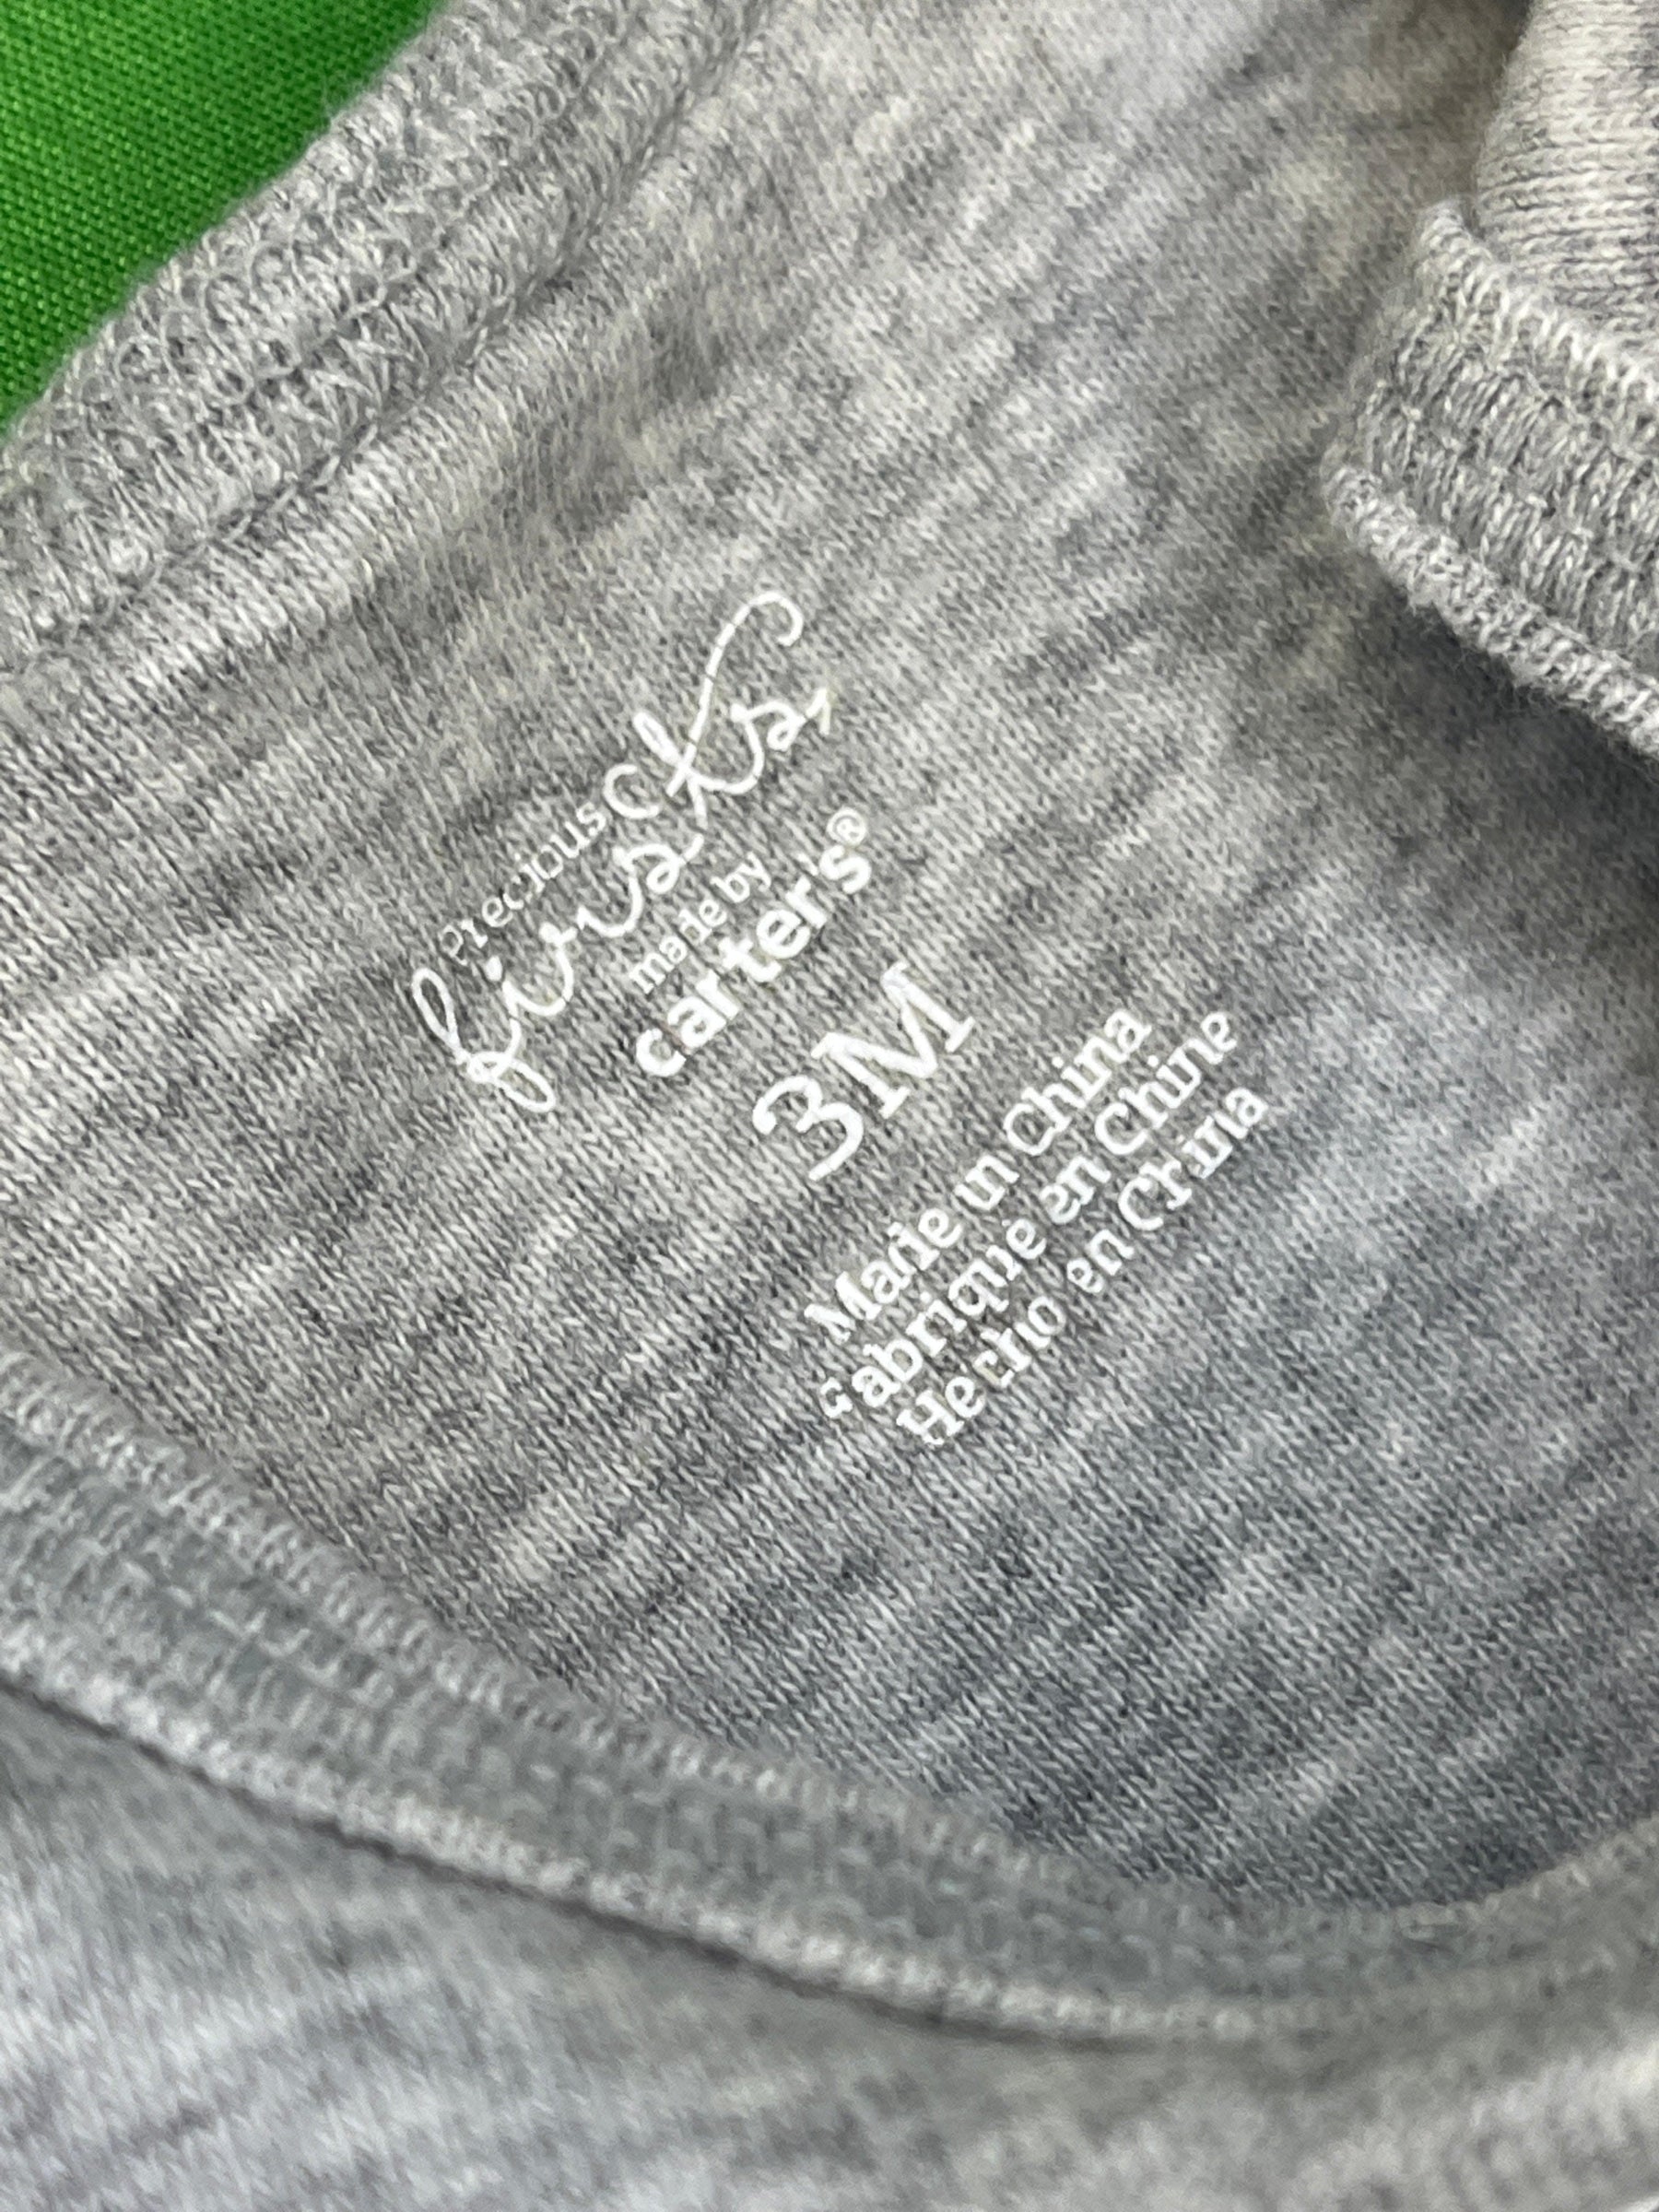 precious
firsts
made by
carter's®
3M
Made in China
Fabriqué en Chine
Hecho en China